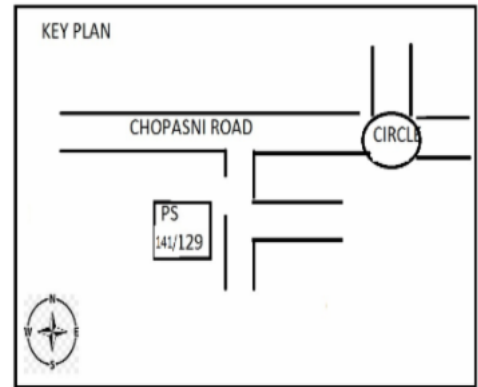 KEY PLAN
CHOPASNI ROAD
CIRCLE
PS
141/129
N
W E
S